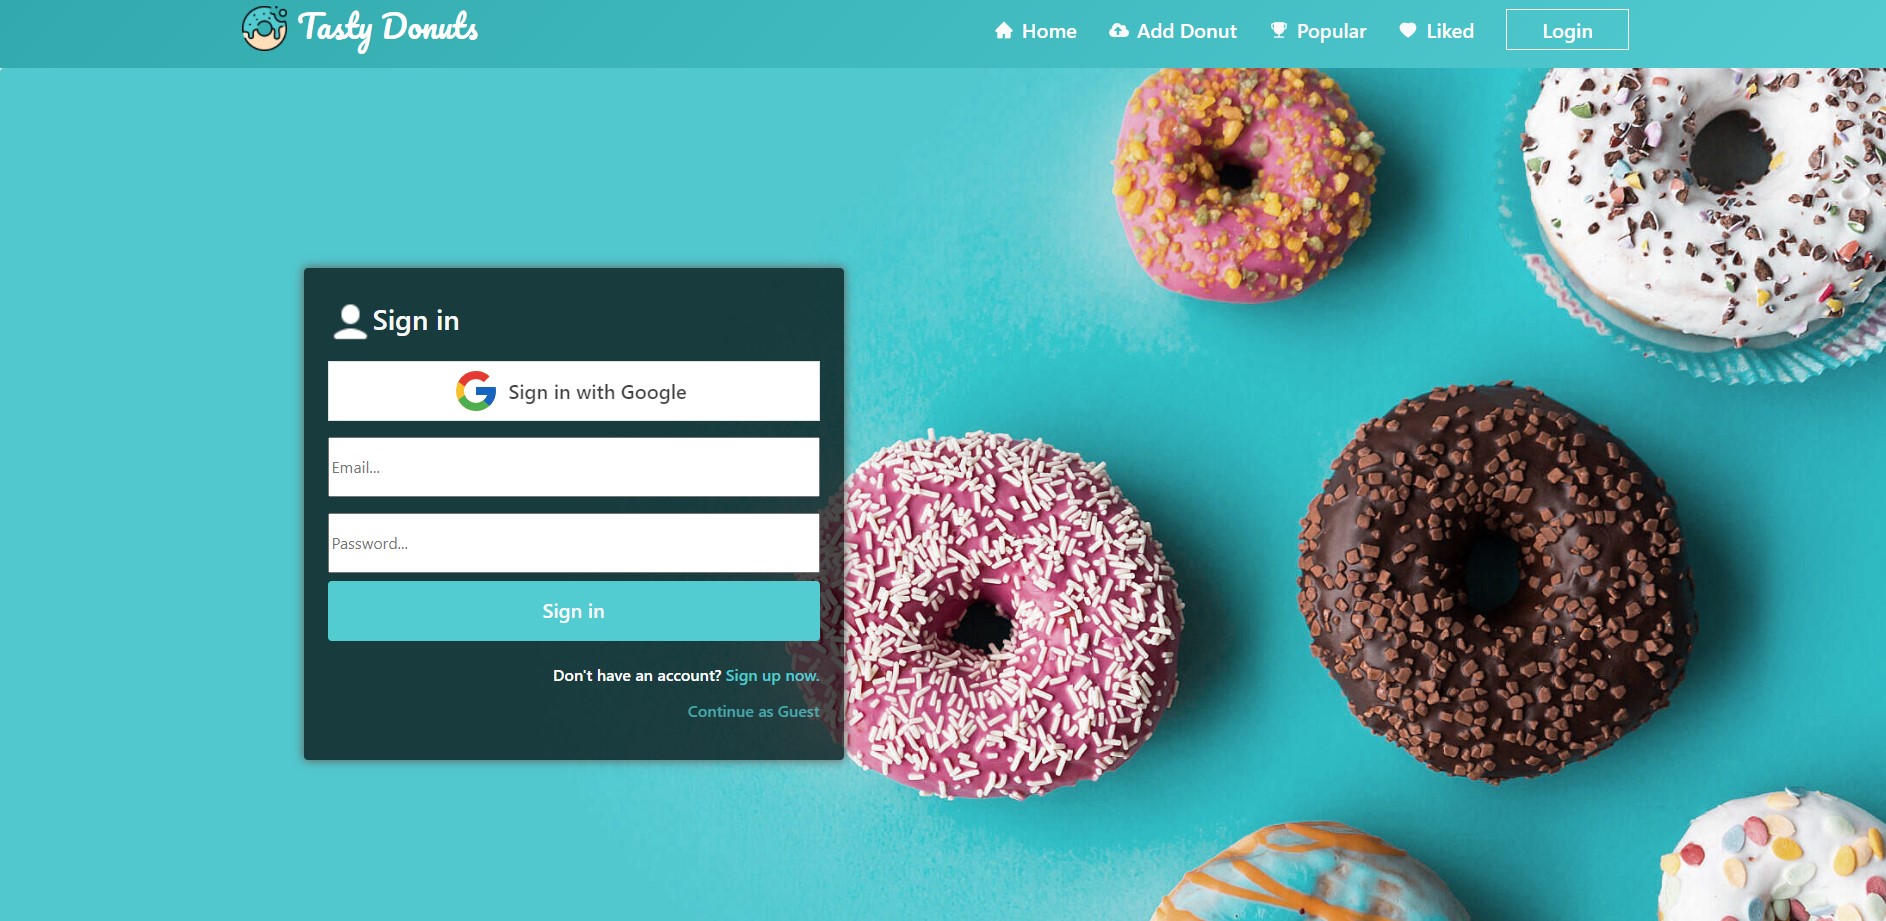 Tasty Donuts
Home
Add Donut
Popular
Liked
Login
Sign in
Sign in with Google
Email...
Password...
Sign in
Don't have an account? Sign up now.
Continue as Guest